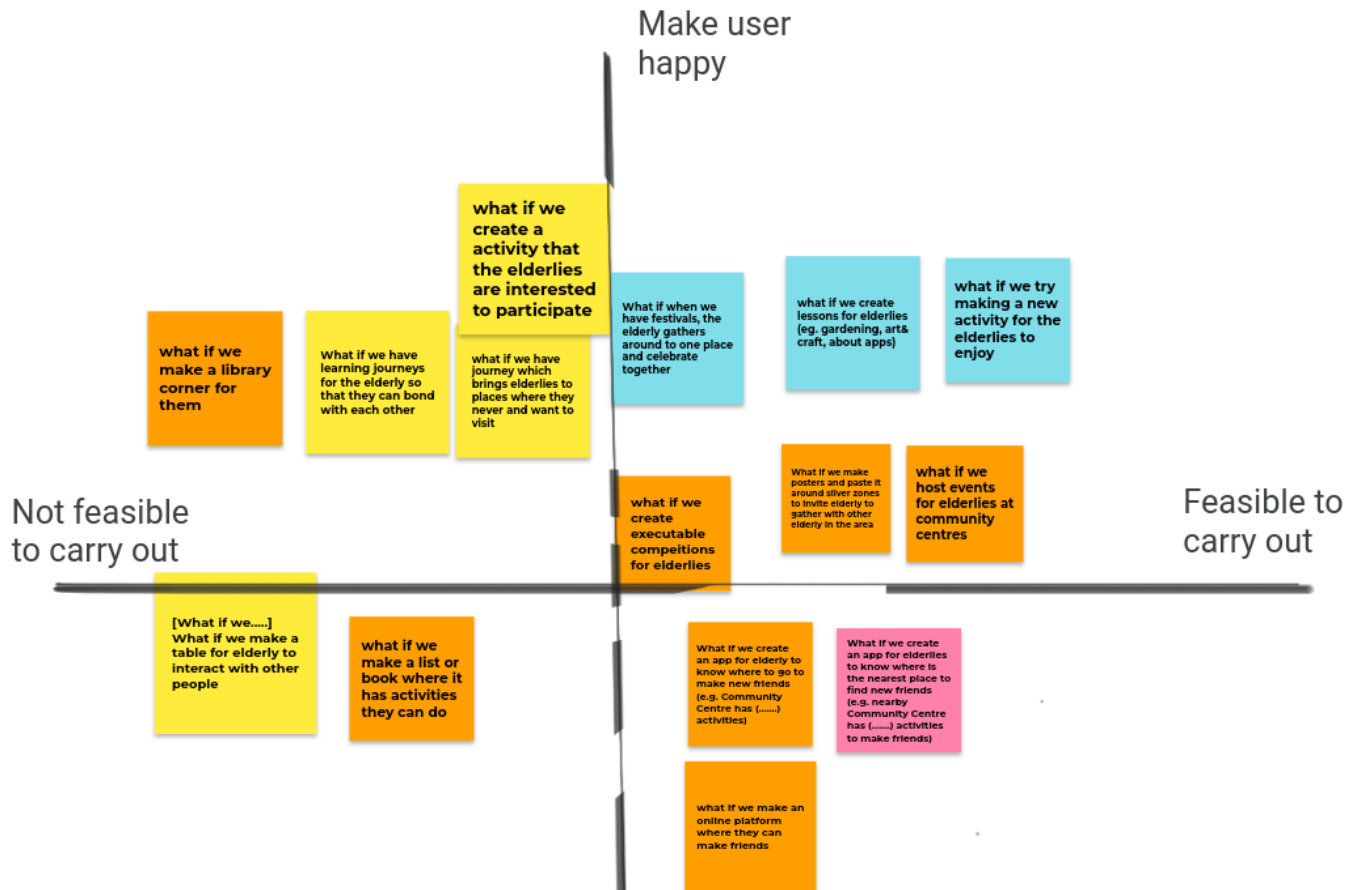 Make user
happy
what if we
create a
activity that
the elderlies
are interested
to participate
What if when we
have festivals, the
elderly gathers
around to one place
and celebrate
together
what if we create
lessons for elderlies
(eg. gardening, art&
craft, about apps)
what if we try
making a new
activity for the
elderlies to
enjoy
what if we
make a library
corner for
them
What if we have
learning journeys
for the elderly so
that they can bond
with each other
what if we have
journey which
brings elderlies to
places where they
never and want to
visit
what if we
create
executable
compeitions
for elderlies
What if we make
posters and paste it
around silver zones
to invite elderly to
gather with other
elderly in the area
what if we
host events
for elderlies at
community
centres
Not feasible
to carry out
Feasible to
carry out
[What if we.....]
What if we make a
table for elderly to
interact with other
people
what if we
make a list or
book where it
has activities
they can do
What if we create
an app for elderly to
know where to go to
make new friends
(e.g. Community
Centre has (.......)
activities)
What if we create
an app for elderlies
to know where is
the nearest place to
find new friends
(e.g. nearby
Community Centre
has (.......) activities
to make friends)
what if we make an
online platform
where they can
make friends